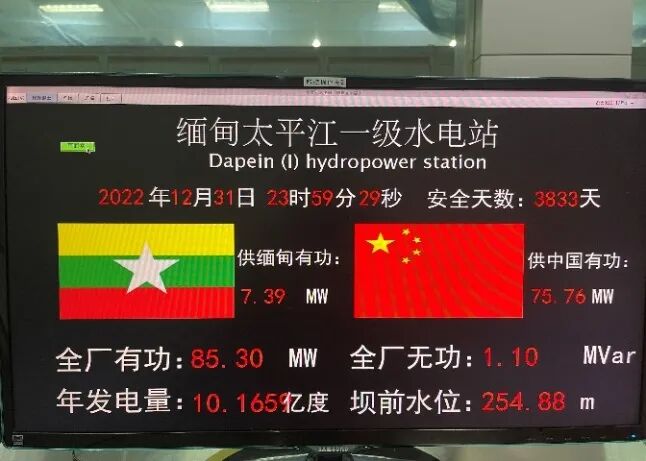 缅甸太平江一级水电站
Dapein (I) hydropower station
2022 年12月31日 23时59分29秒 安全天数: 3833天
供缅甸有功: 供中国有功:
7.39 MW 75.76 MW
全厂有功: 85.30 MW 全厂无功: 1.10 MVar
年发电量: 10.1659亿度 坝前水位: 254.88 m
SAMSUNG